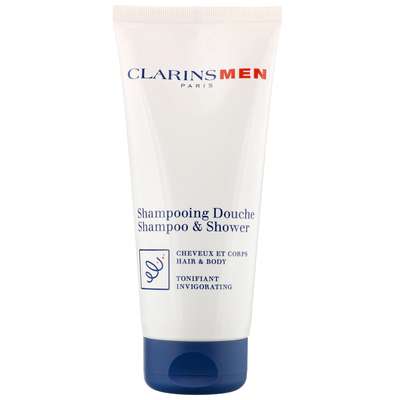 CLARINSMEN
PARIS
Shampooing Douche
Shampoo & Shower
CHEVEUX ET CORPS
HAIR & BODY
TONIFIANT
INVIGORATING